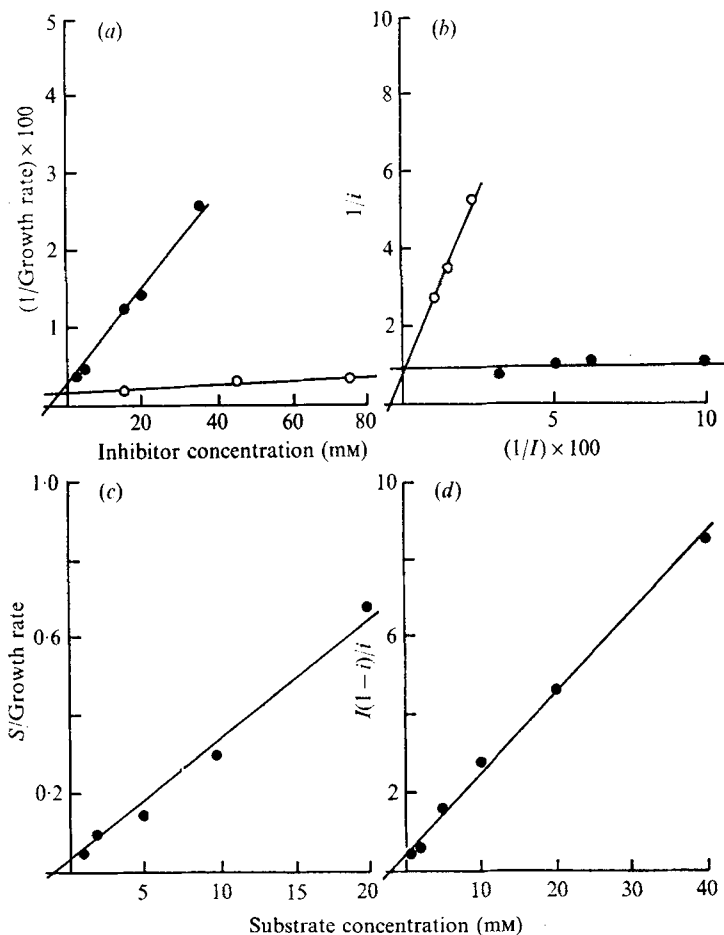 (a)
5
4
3
2
1
(1/Growth rate) × 100
20 40 60 80
Inhibitor concentration (mM)
(b)
10
8
6
4
2
1/i
5 10
(1/I) × 100
(c)
1·0
0·6
0·2
S/Growth rate
5 10 15 20
(d)
10
6
2
I(1−i)/i
10 20 30 40
Substrate concentration (mM)